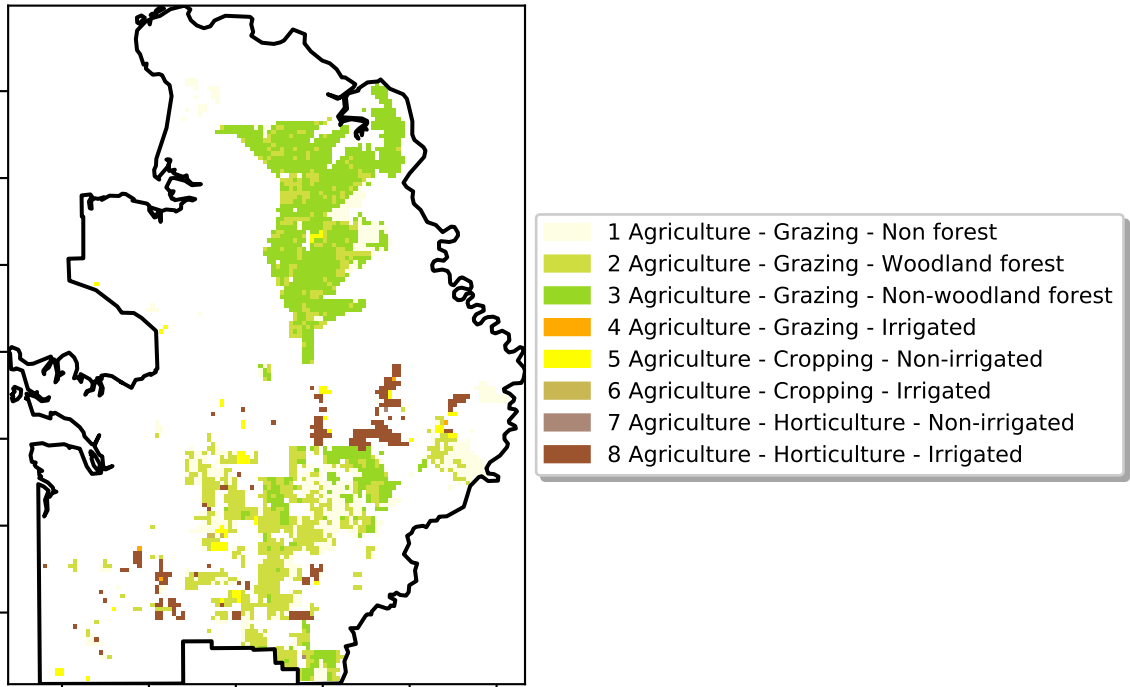 1 Agriculture - Grazing - Non forest
2 Agriculture - Grazing - Woodland forest
3 Agriculture - Grazing - Non-woodland forest
4 Agriculture - Grazing - Irrigated
5 Agriculture - Cropping - Non-irrigated
6 Agriculture - Cropping - Irrigated
7 Agriculture - Horticulture - Non-irrigated
8 Agriculture - Horticulture - Irrigated